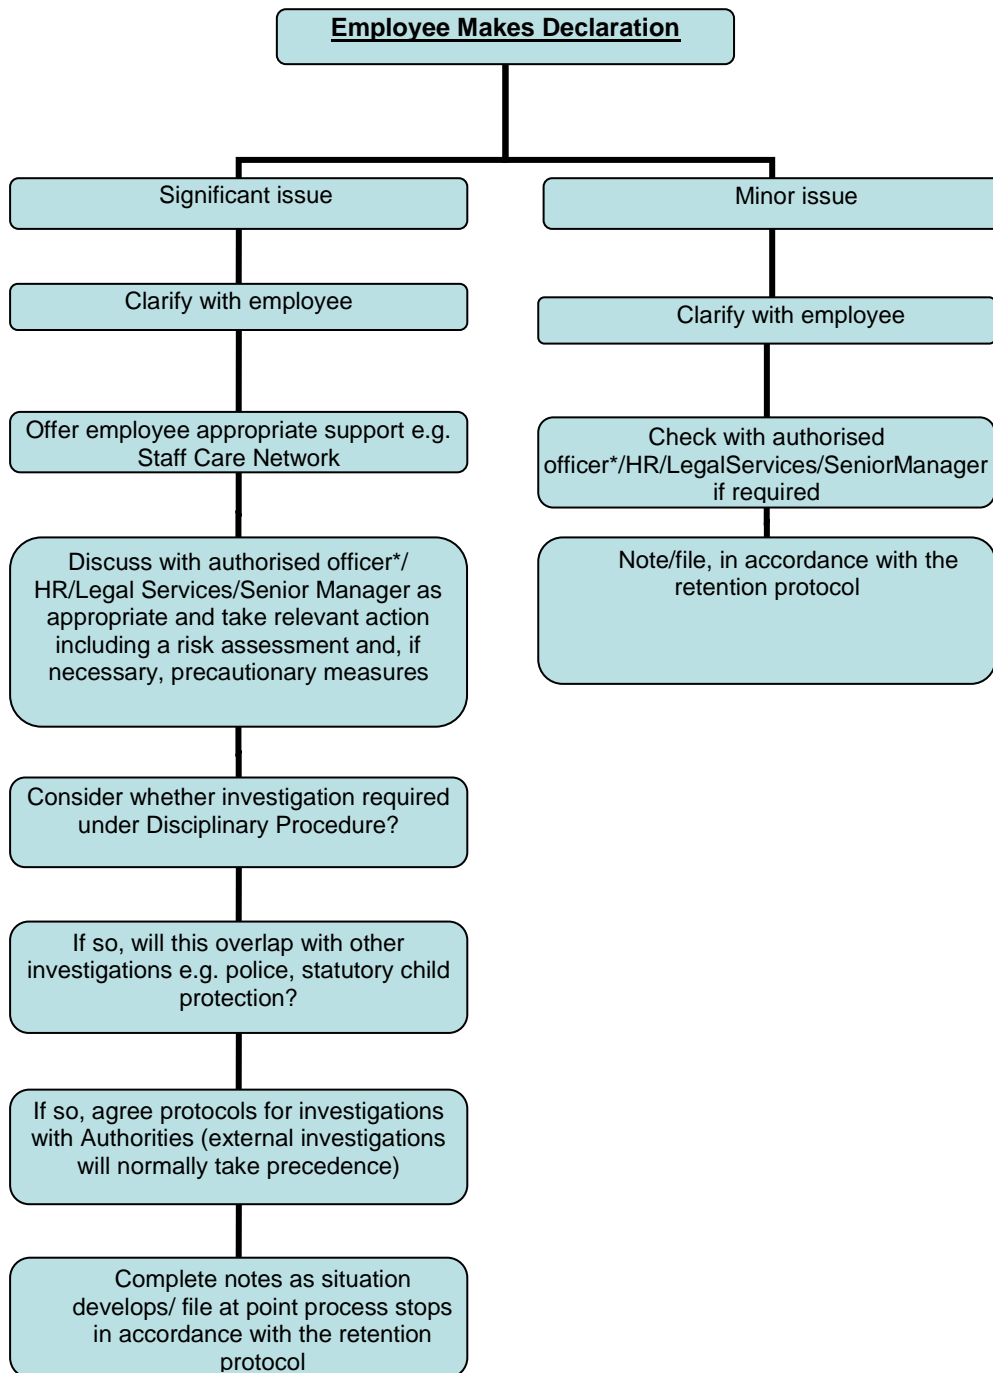 Employee Makes Declaration
Significant issue
Clarify with employee
Offer employee appropriate support e.g.
Staff Care Network
Discuss with authorised officer*/
HR/Legal Services/Senior Manager as
appropriate and take relevant action
including a risk assessment and, if
necessary, precautionary measures
Consider whether investigation required
under Disciplinary Procedure?
If so, will this overlap with other
investigations e.g. police, statutory child
protection?
If so, agree protocols for investigations
with Authorities (external investigations
will normally take precedence)
Complete notes as situation
develops/ file at point process stops
in accordance with the retention
protocol
Minor issue
Clarify with employee
Check with authorised
officer*/HR/LegalServices/SeniorManager
if required
Note/file, in accordance with the
retention protocol